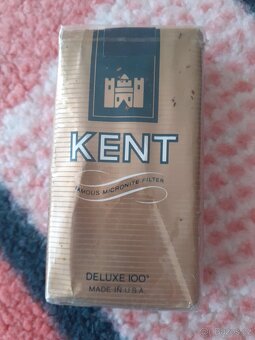 KENT
FAMOUS MICRONITE FILTER
DELUXE 100's
MADE IN U.S.A.